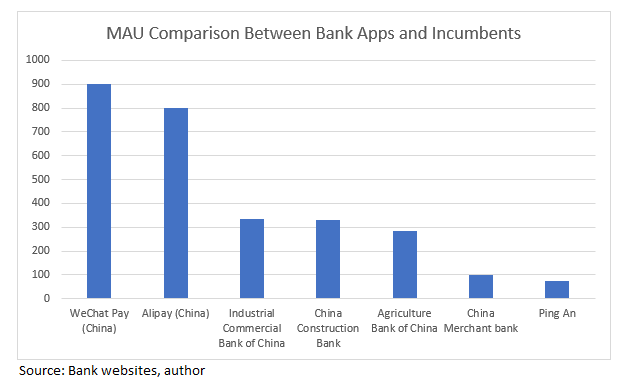 MAU Comparison Between Bank Apps and Incumbents
1000
900
800
700
600
500
400
300
200
100
0
WeChat Pay
(China)
Alipay (China)
Industrial
Commercial
Bank of China
China
Construction
Bank
Agriculture
Bank of China
China
Merchant bank
Ping An
Source: Bank websites, author